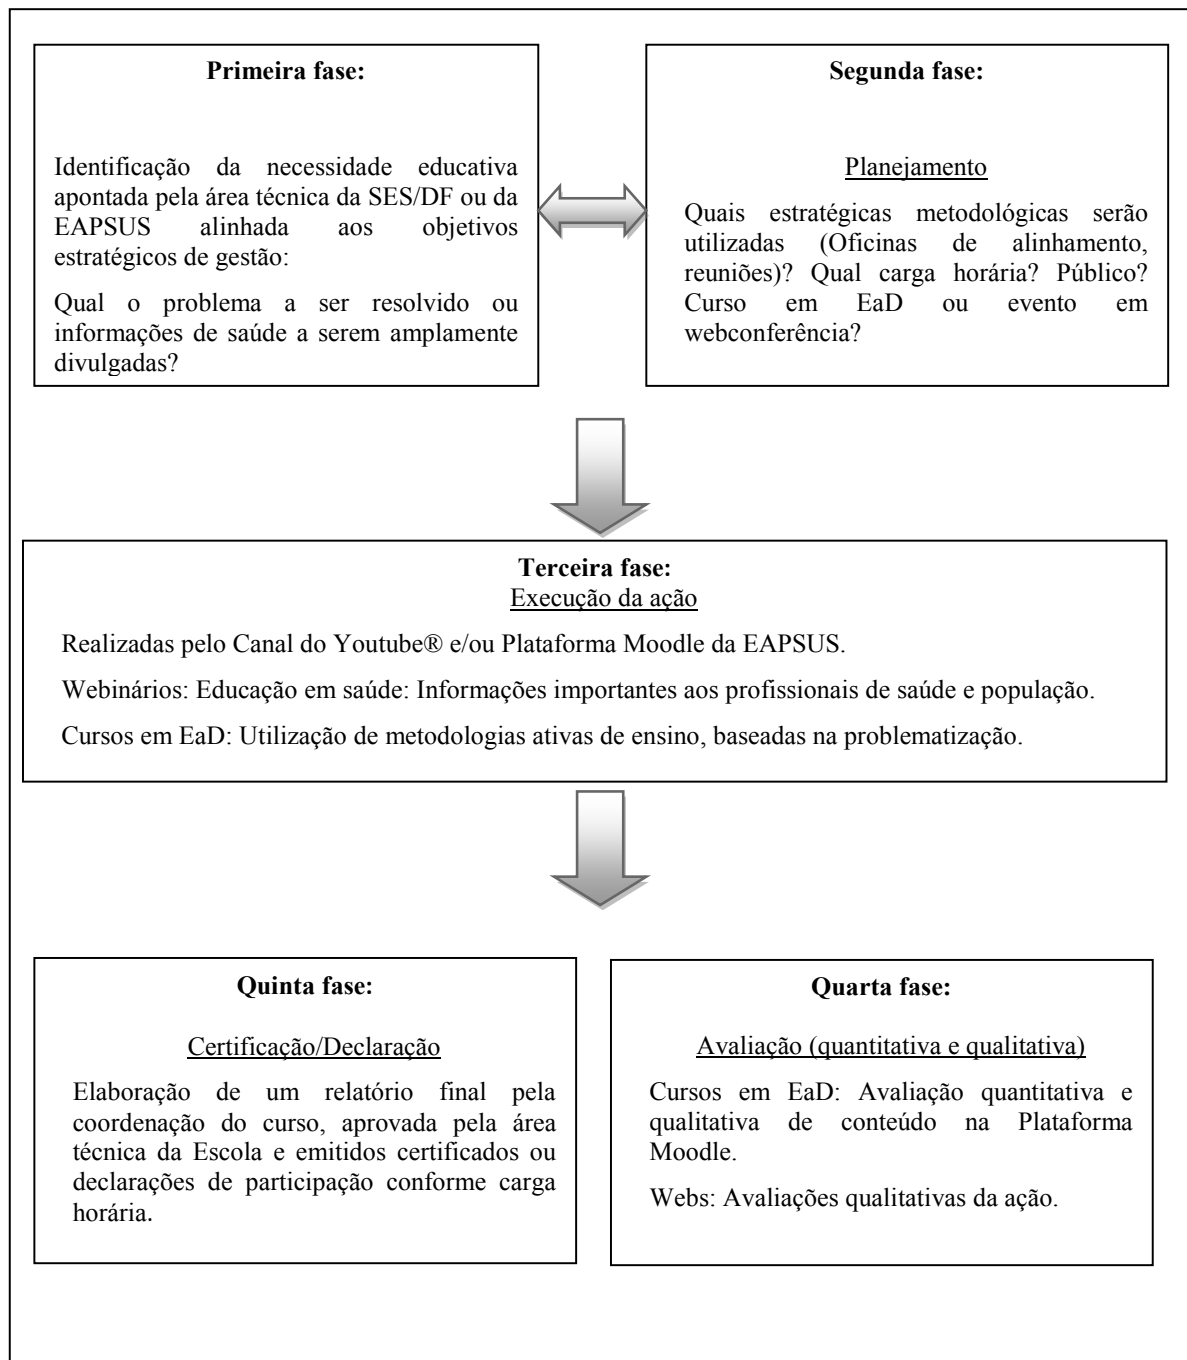 Primeira fase:
Identificação da necessidade educativa
apontada pela área técnica da SES/DF ou da
EAPSUS alinhada aos objetivos
estratégicos de gestão:
Qual o problema a ser resolvido ou
informações de saúde a serem amplamente
divulgadas?
Segunda fase:
Planejamento
Quais estratégicas metodológicas serão
utilizadas (Oficinas de alinhamento,
reuniões)? Qual carga horária? Público?
Curso em EaD ou evento em
webconferência?
Terceira fase:
Execução da ação
Realizadas pelo Canal do Youtube® e/ou Plataforma Moodle da EAPSUS.
Webinários: Educação em saúde: Informações importantes aos profissionais de saúde e população.
Cursos em EaD: Utilização de metodologias ativas de ensino, baseadas na problematização.
Quinta fase:
Certificação/Declaração
Elaboração de um relatório final pela
coordenação do curso, aprovada pela área
técnica da Escola e emitidos certificados ou
declarações de participação conforme carga
horária.
Quarta fase:
Avaliação (quantitativa e qualitativa)
Cursos em EaD: Avaliação quantitativa e
qualitativa de conteúdo na Plataforma
Moodle.
Webs: Avaliações qualitativas da ação.